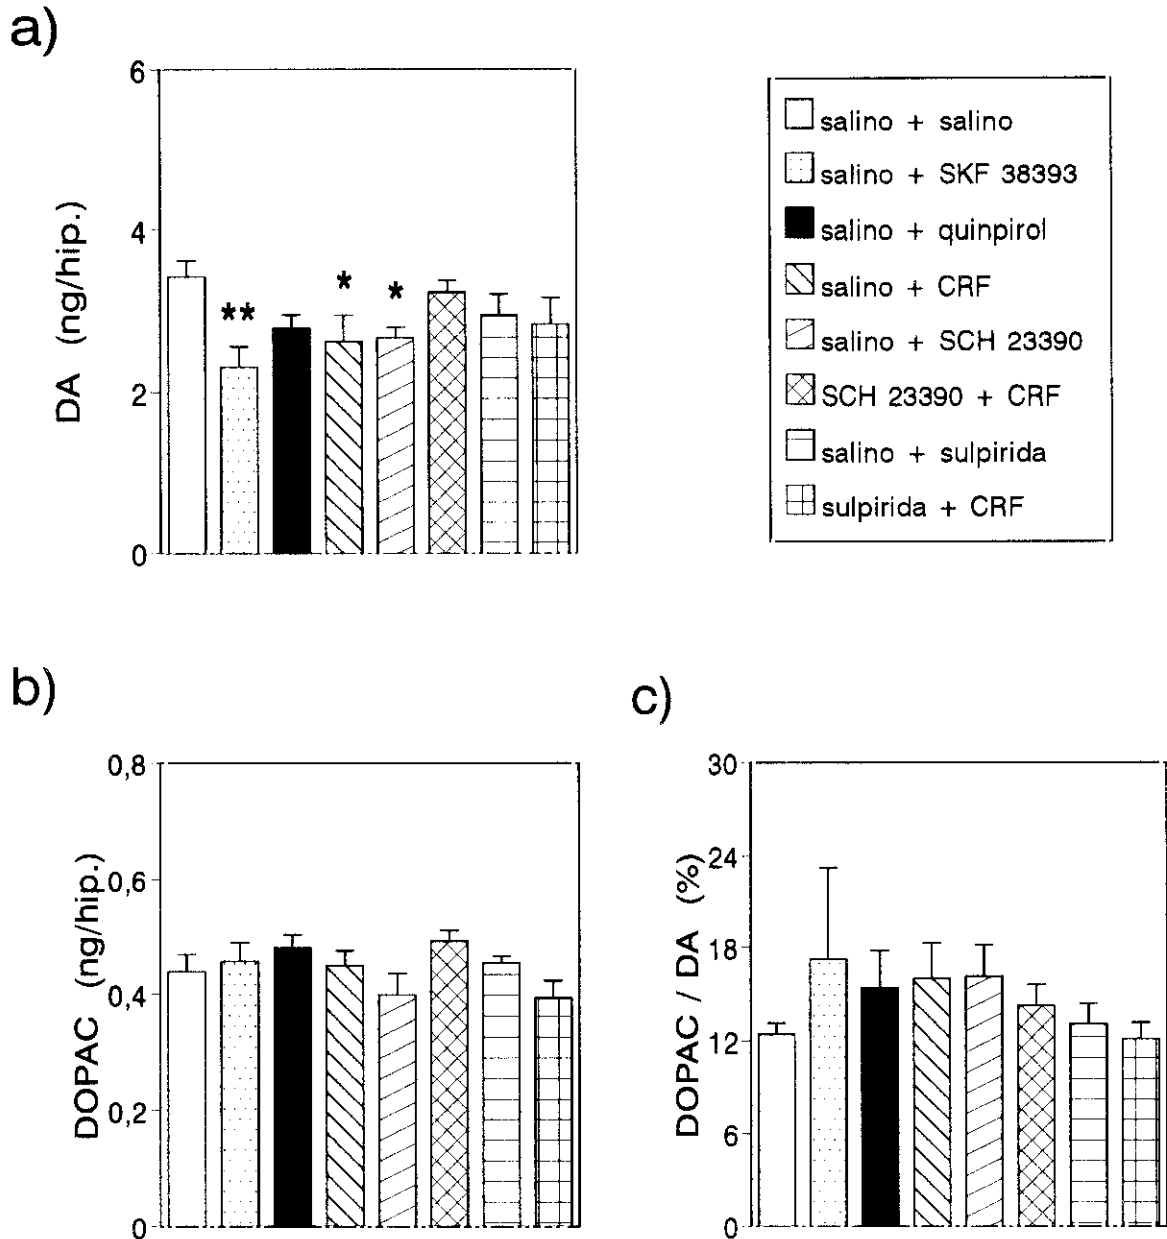 a)
6
4
2
0
DA (ng/hip.)
**
*
*
salino + salino
salino + SKF 38393
salino + quinpirol
salino + CRF
salino + SCH 23390
SCH 23390 + CRF
salino + sulpirida
sulpirida + CRF
b)
0,8
0,6
0,4
0,2
0
DOPAC (ng/hip.)
c)
30
24
18
12
6
0
DOPAC / DA (%)